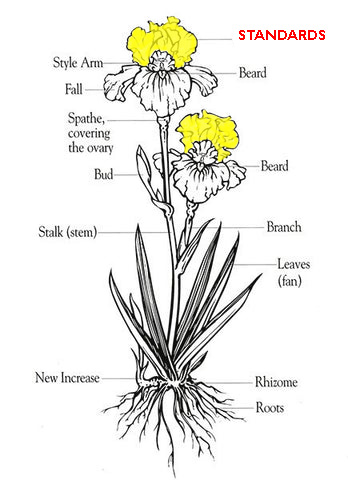 STANDARDS
Style Arm
Beard
Fall
Spathe,
covering
the ovary
Bud
Beard
Stalk (stem)
Branch
Leaves
(fan)
New Increase
Rhizome
Roots